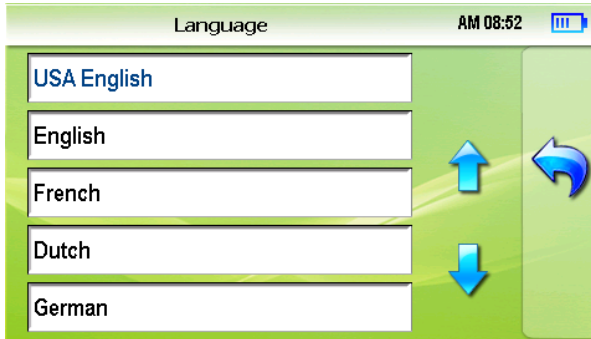 Language AM 08:52
USA English
English
French
Dutch
German